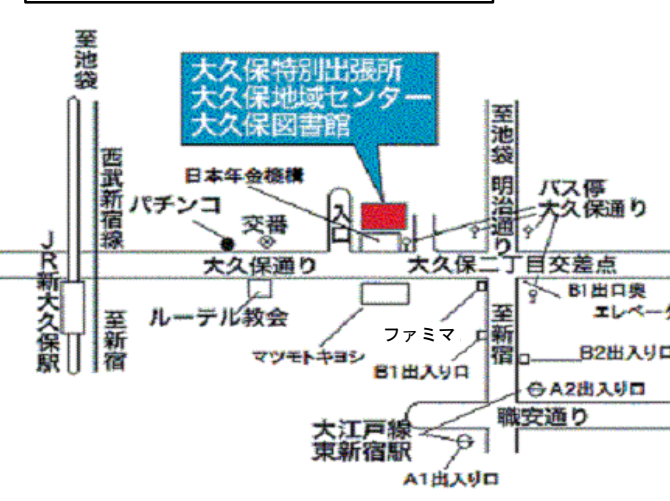 至池袋
大久保特別出張所
大久保地域センター
大久保図書館
至池袋
西武新宿線
日本年金機構
明治通り
バス停
大久保通り
パチンコ
交番
入口
JR新大久保駅
大久保通り
大久保二丁目交差点
B1出口奥
エレベータ
ルーテル教会
至新宿
ファミマ
至新宿
マツモトキヨシ
B1出入り口
B2出入り口
A2出入り口
職安通り
大江戸線
東新宿駅
A1出入り口